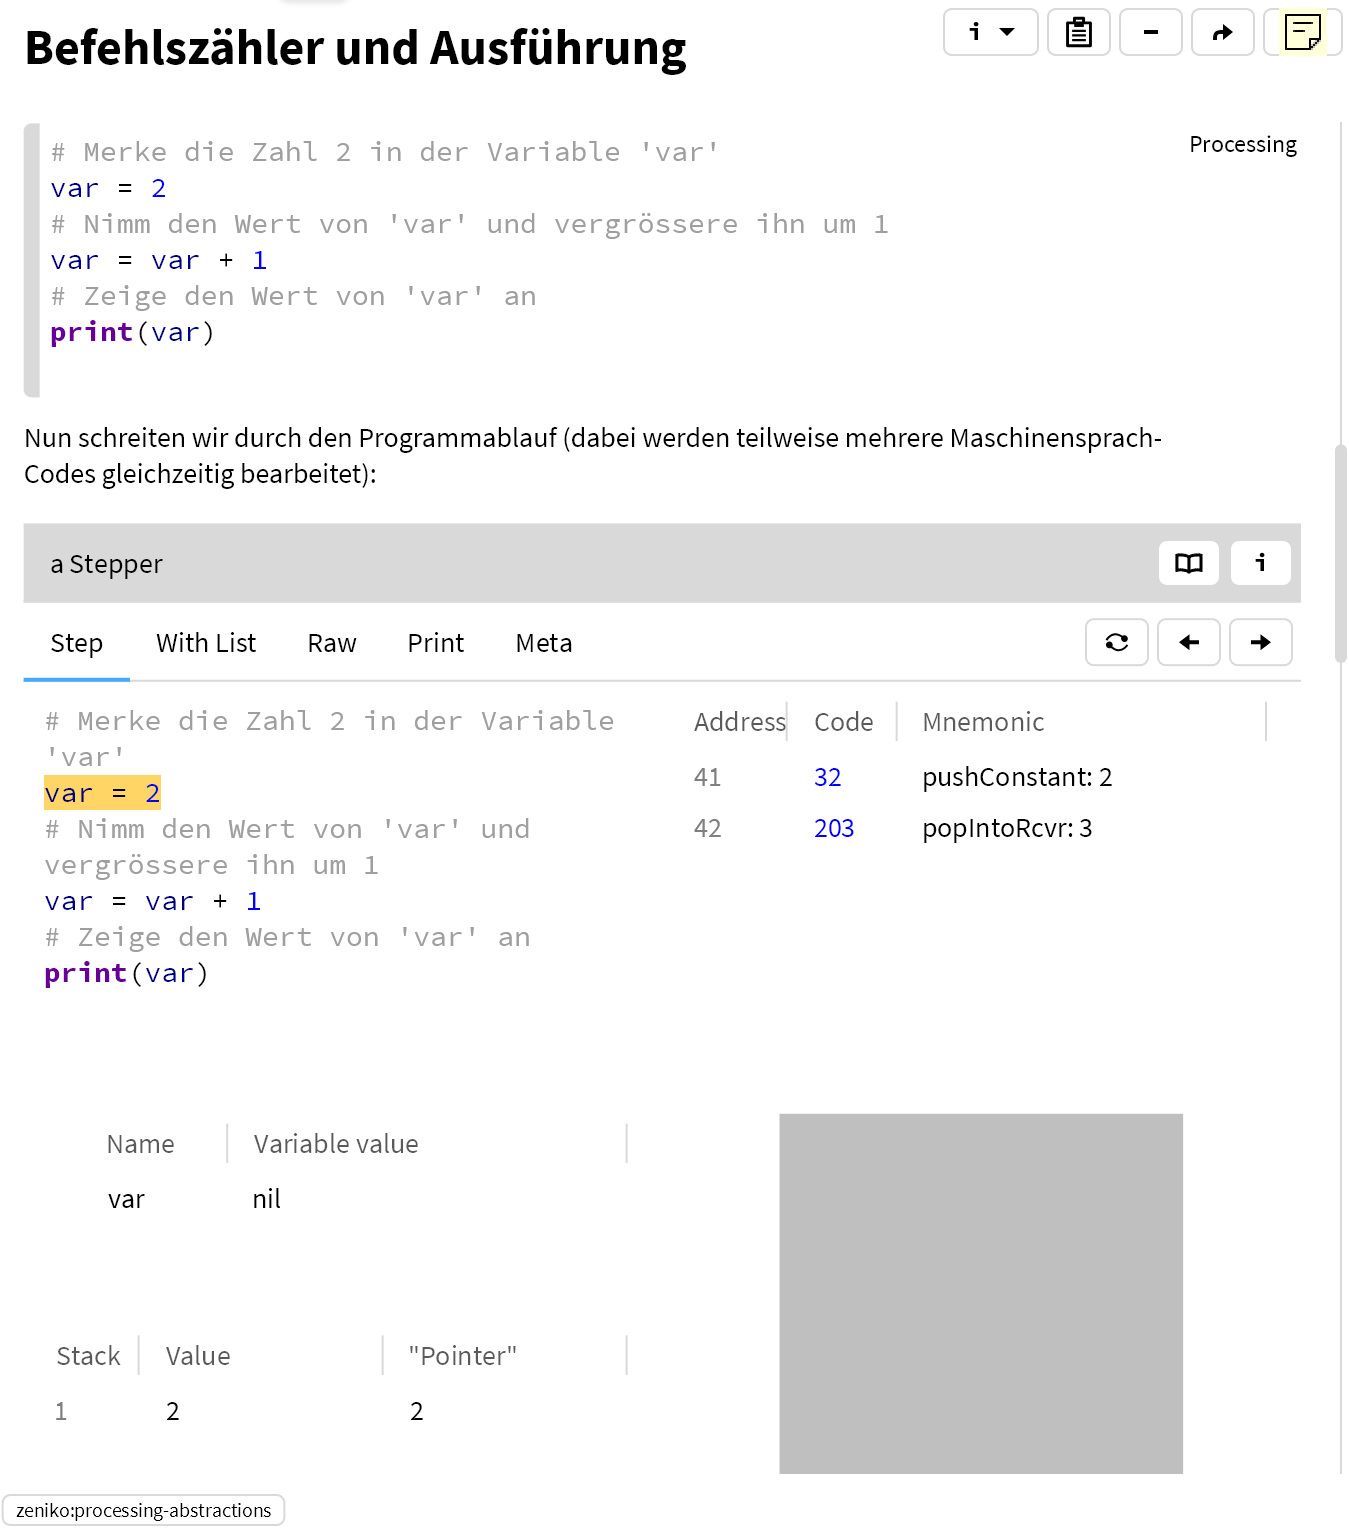 Befehlszähler und Ausführung
# Merke die Zahl 2 in der Variable 'var'
var = 2
# Nimm den Wert von 'var' und vergrössere ihn um 1
var = var + 1
# Zeige den Wert von 'var' an
print(var)
Processing
Nun schreiten wir durch den Programmablauf (dabei werden teilweise mehrere Maschinensprach-
Codes gleichzeitig bearbeitet):
a Stepper
Step With List Raw Print Meta
# Merke die Zahl 2 in der Variable
'var'
var = 2
# Nimm den Wert von 'var' und
vergrössere ihn um 1
var = var + 1
# Zeige den Wert von 'var' an
print(var)
Address Code Mnemonic
41 32 pushConstant: 2
42 203 popIntoRcvr: 3
Name Variable value
var nil
Stack Value "Pointer"
1 2 2
zeniko:processing-abstractions